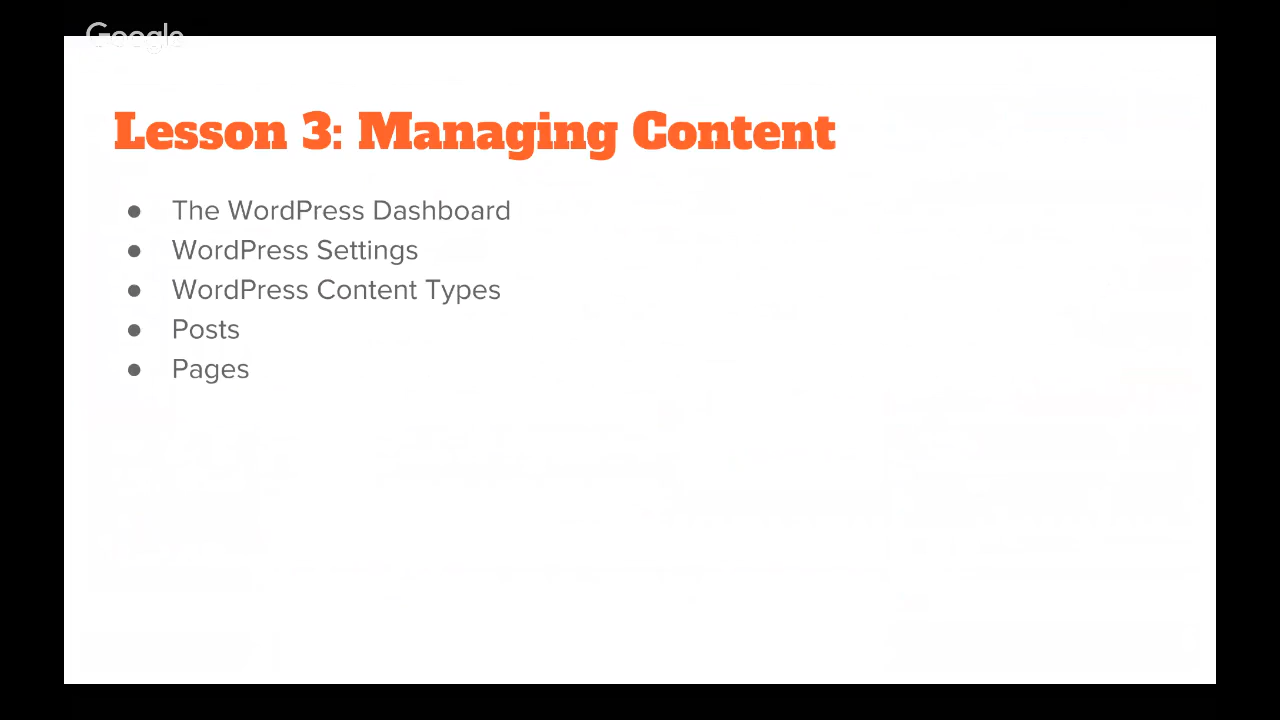 Google
Lesson 3: Managing Content
● The WordPress Dashboard
● WordPress Settings
● WordPress Content Types
● Posts
● Pages